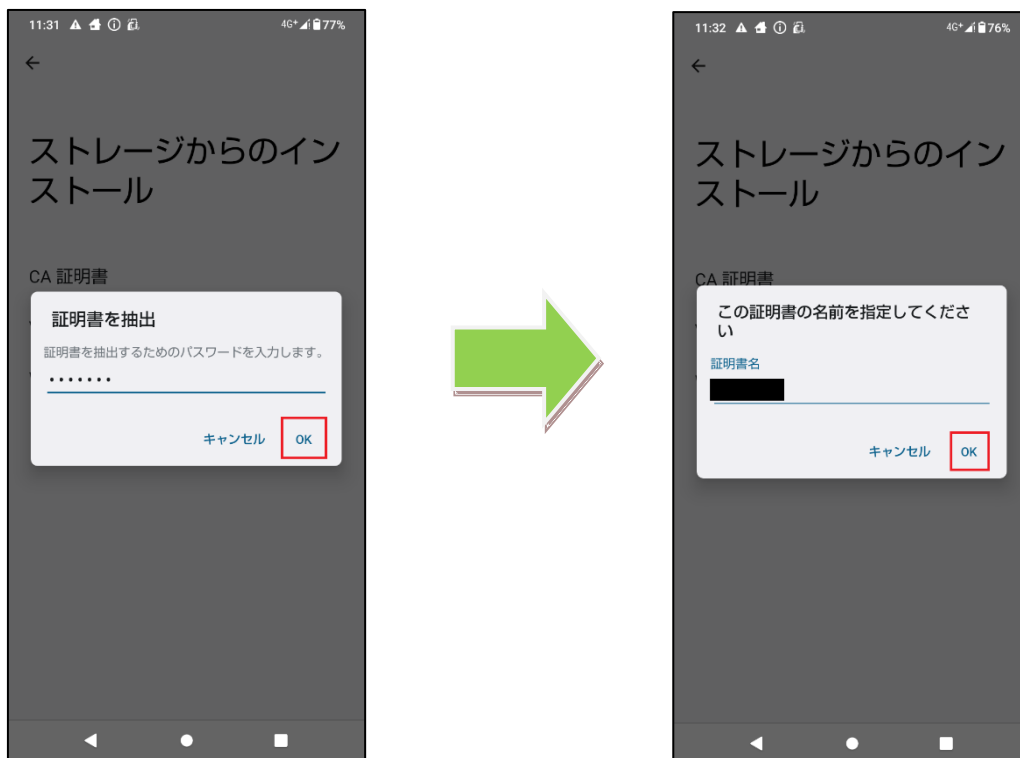 11:31
4G+
77%
ストレージからのイン
ストール
CA 証明書
証明書を抽出
証明書を抽出するためのパスワードを入力します。
•••••••
キャンセル
OK
11:32
4G+
76%
ストレージからのイン
ストール
CA 証明書
この証明書の名前を指定してくださ
い
証明書名
キャンセル
OK